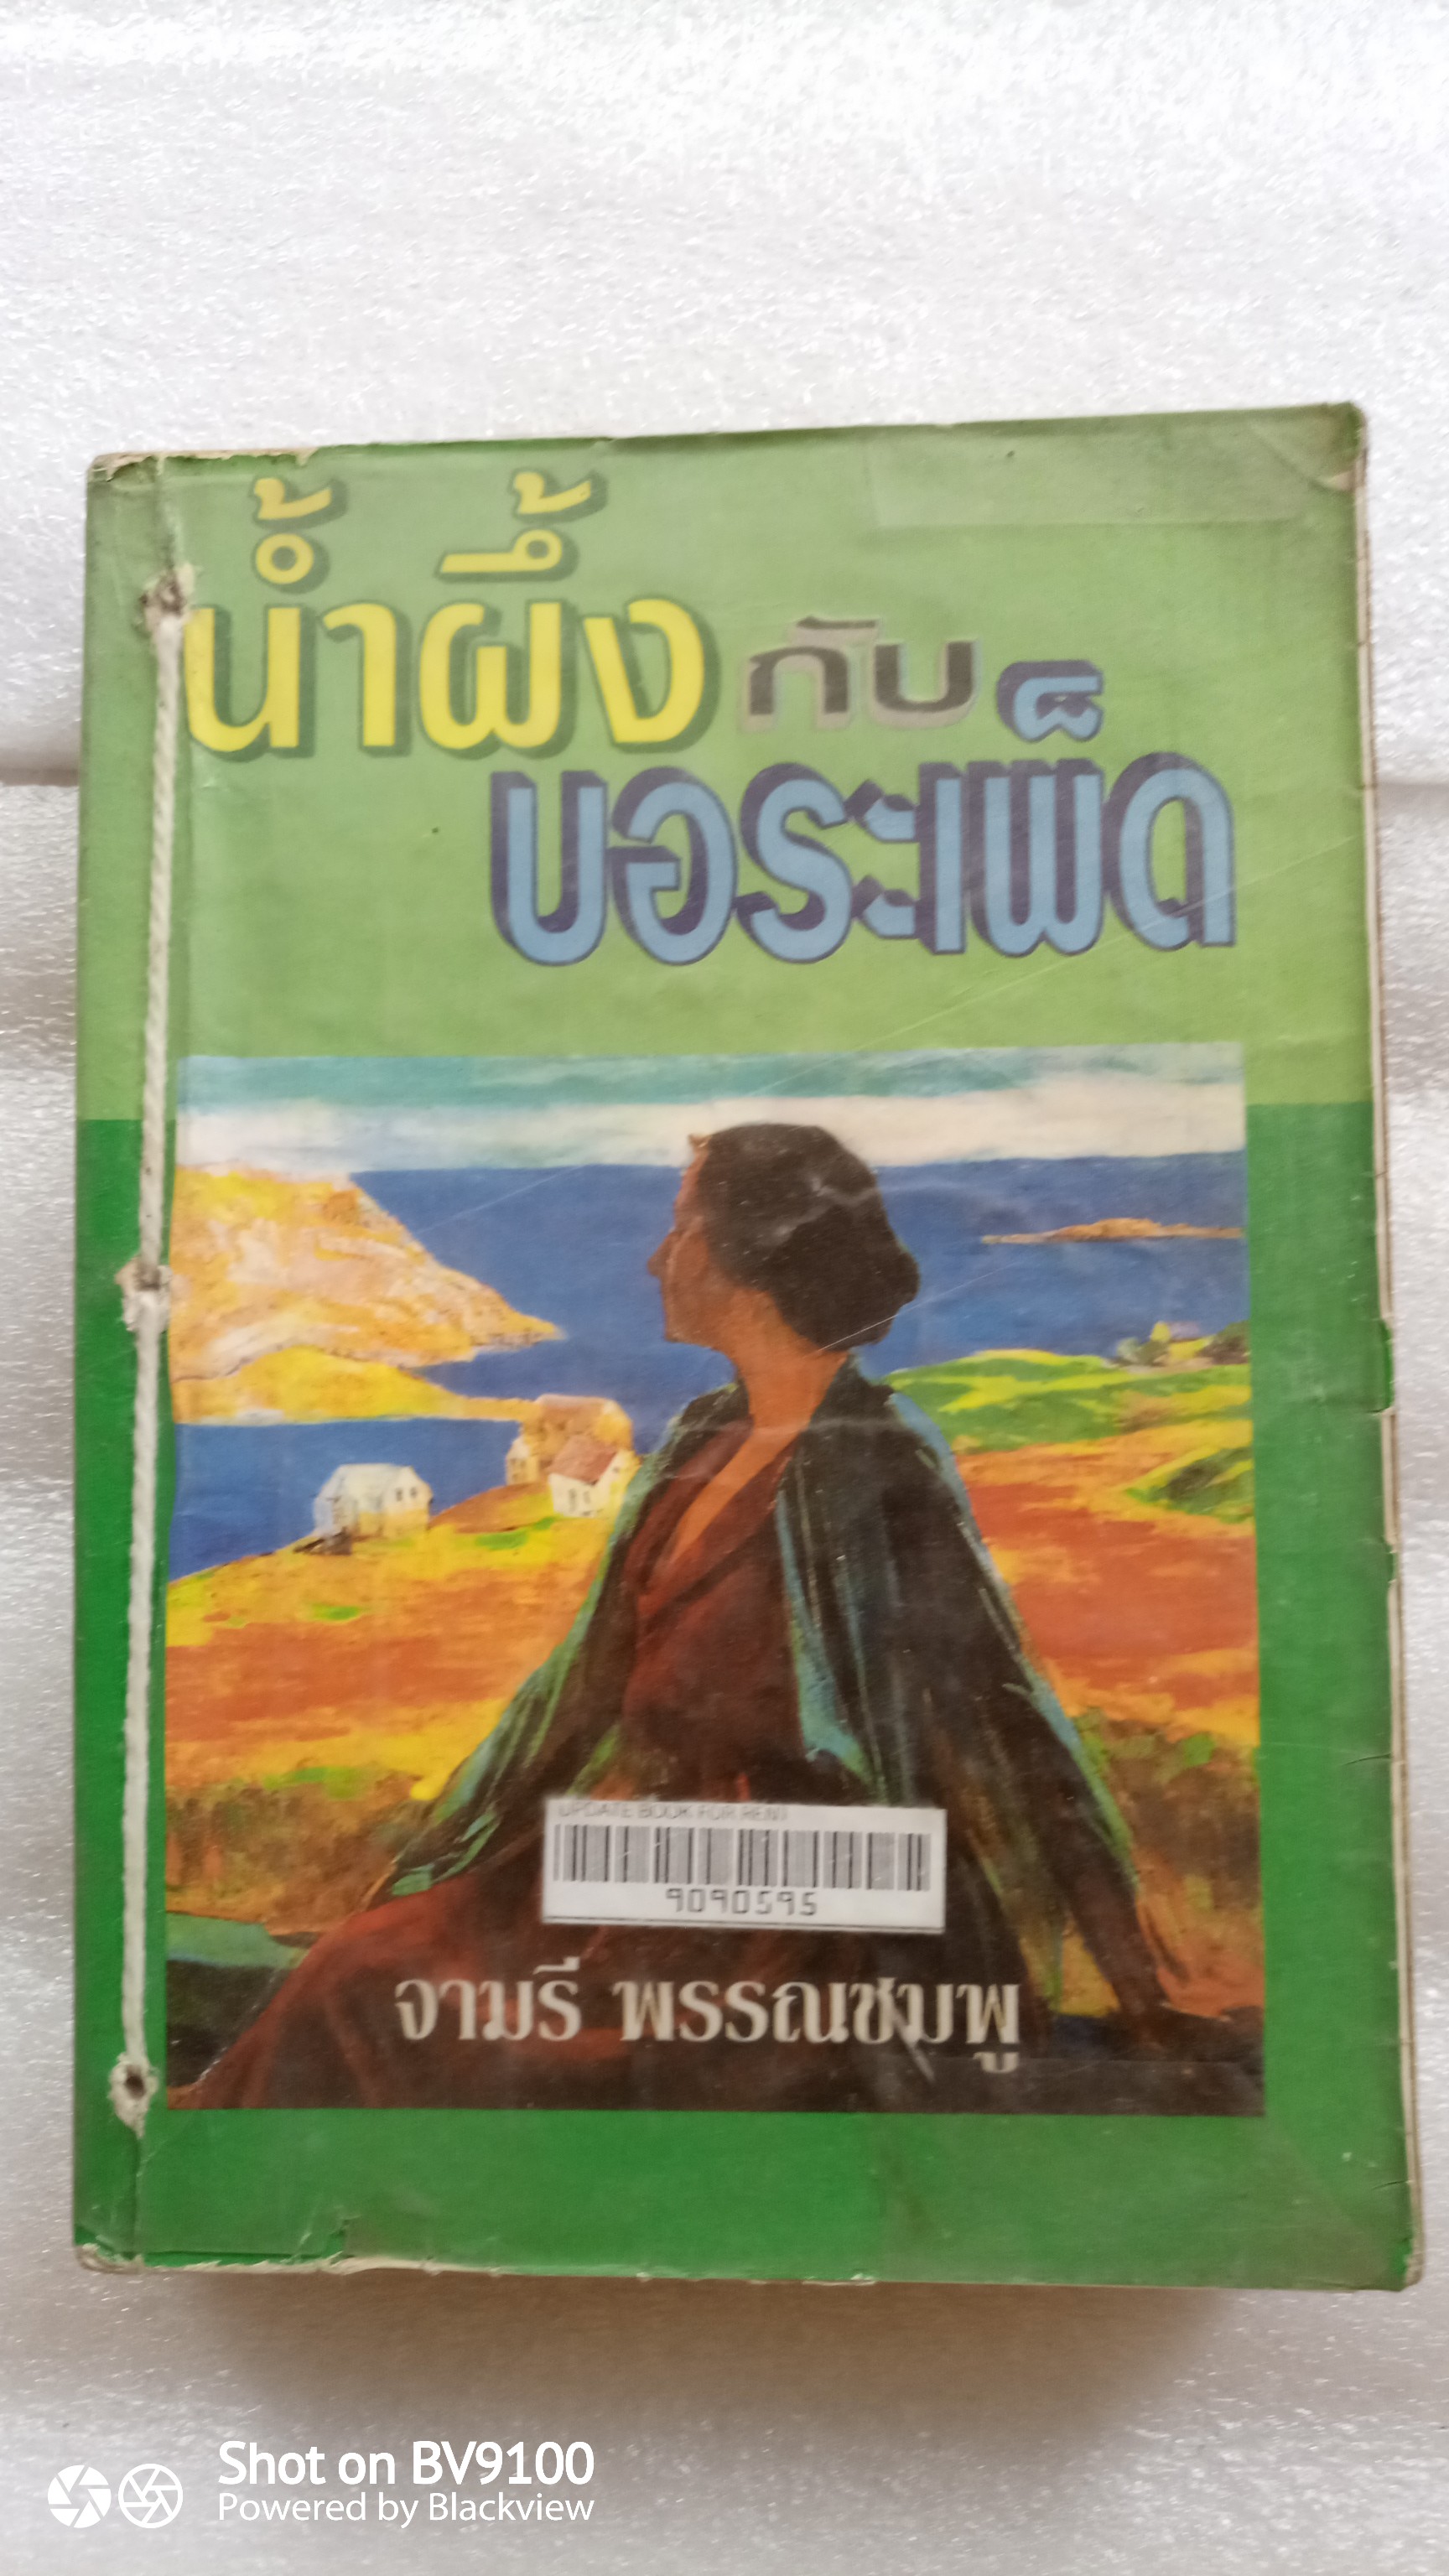 น้ำผึ้ง กับ
บอระเพ็ด
UPDATE BOOK FOR RENT
9090595
จามรี พรรณชมพู
Shot on BV9100
Powered by Blackview